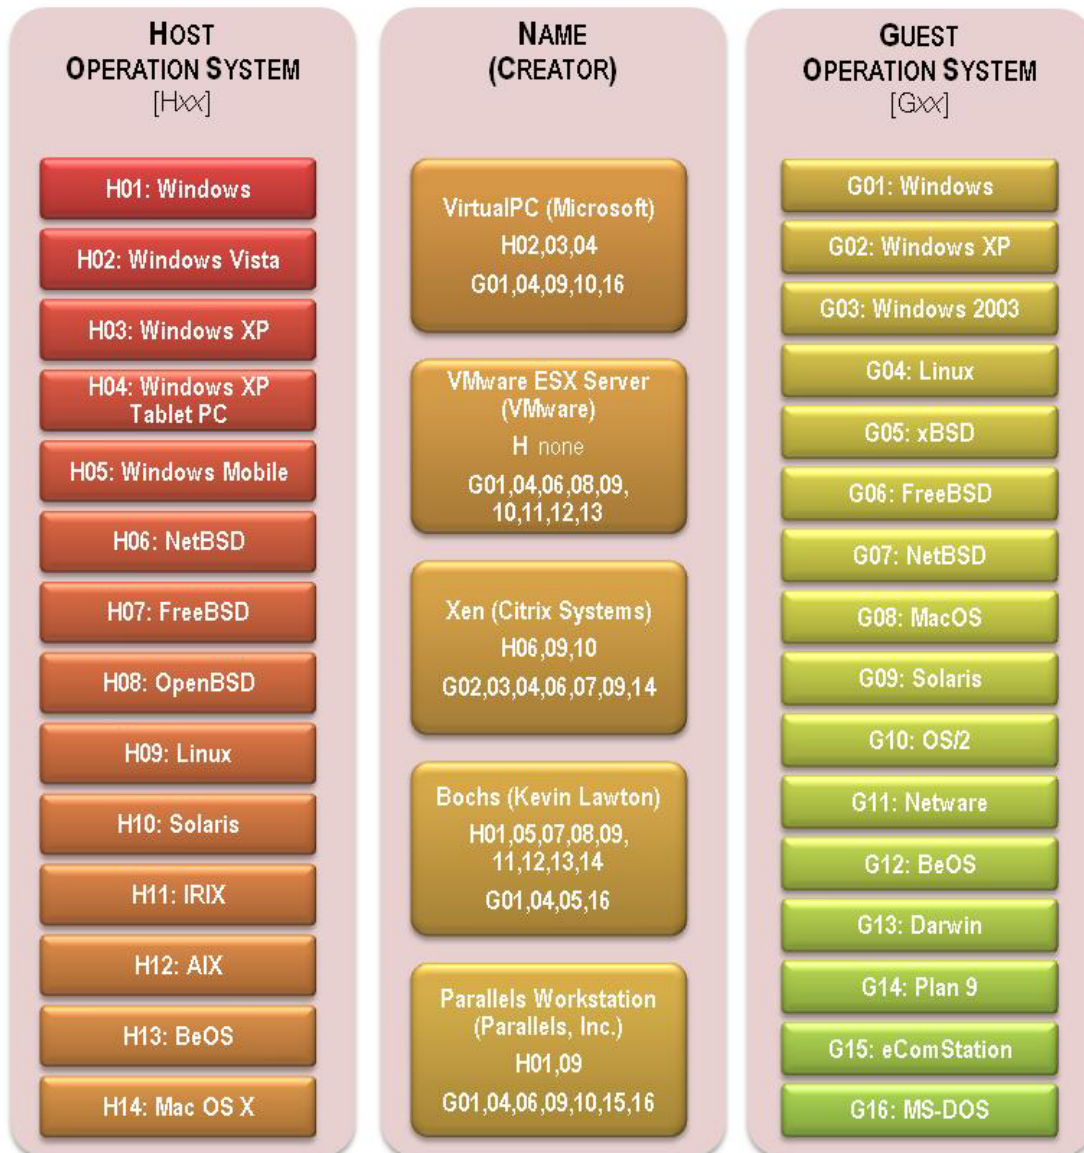 HOST
OPERATION SYSTEM
[Hxx]
H01: Windows
H02: Windows Vista
H03: Windows XP
H04: Windows XP
Tablet PC
H05: Windows Mobile
H06: NetBSD
H07: FreeBSD
H08: OpenBSD
H09: Linux
H10: Solaris
H11: IRIX
H12: AIX
H13: BeOS
H14: Mac OS X
NAME
(CREATOR)
VirtualPC (Microsoft)
H02,03,04
G01,04,09,10,16
VMware ESX Server
(VMware)
H none
G01,04,06,08,09,
10,11,12,13
Xen (Citrix Systems)
H06,09,10
G02,03,04,06,07,09,14
Bochs (Kevin Lawton)
H01,05,07,08,09,
11,12,13,14
G01,04,05,16
Parallels Workstation
(Parallels, Inc.)
H01,09
G01,04,06,09,10,15,16
GUEST
OPERATION SYSTEM
[Gxx]
G01: Windows
G02: Windows XP
G03: Windows 2003
G04: Linux
G05: xBSD
G06: FreeBSD
G07: NetBSD
G08: MacOS
G09: Solaris
G10: OS/2
G11: Netware
G12: BeOS
G13: Darwin
G14: Plan 9
G15: eComStation
G16: MS-DOS